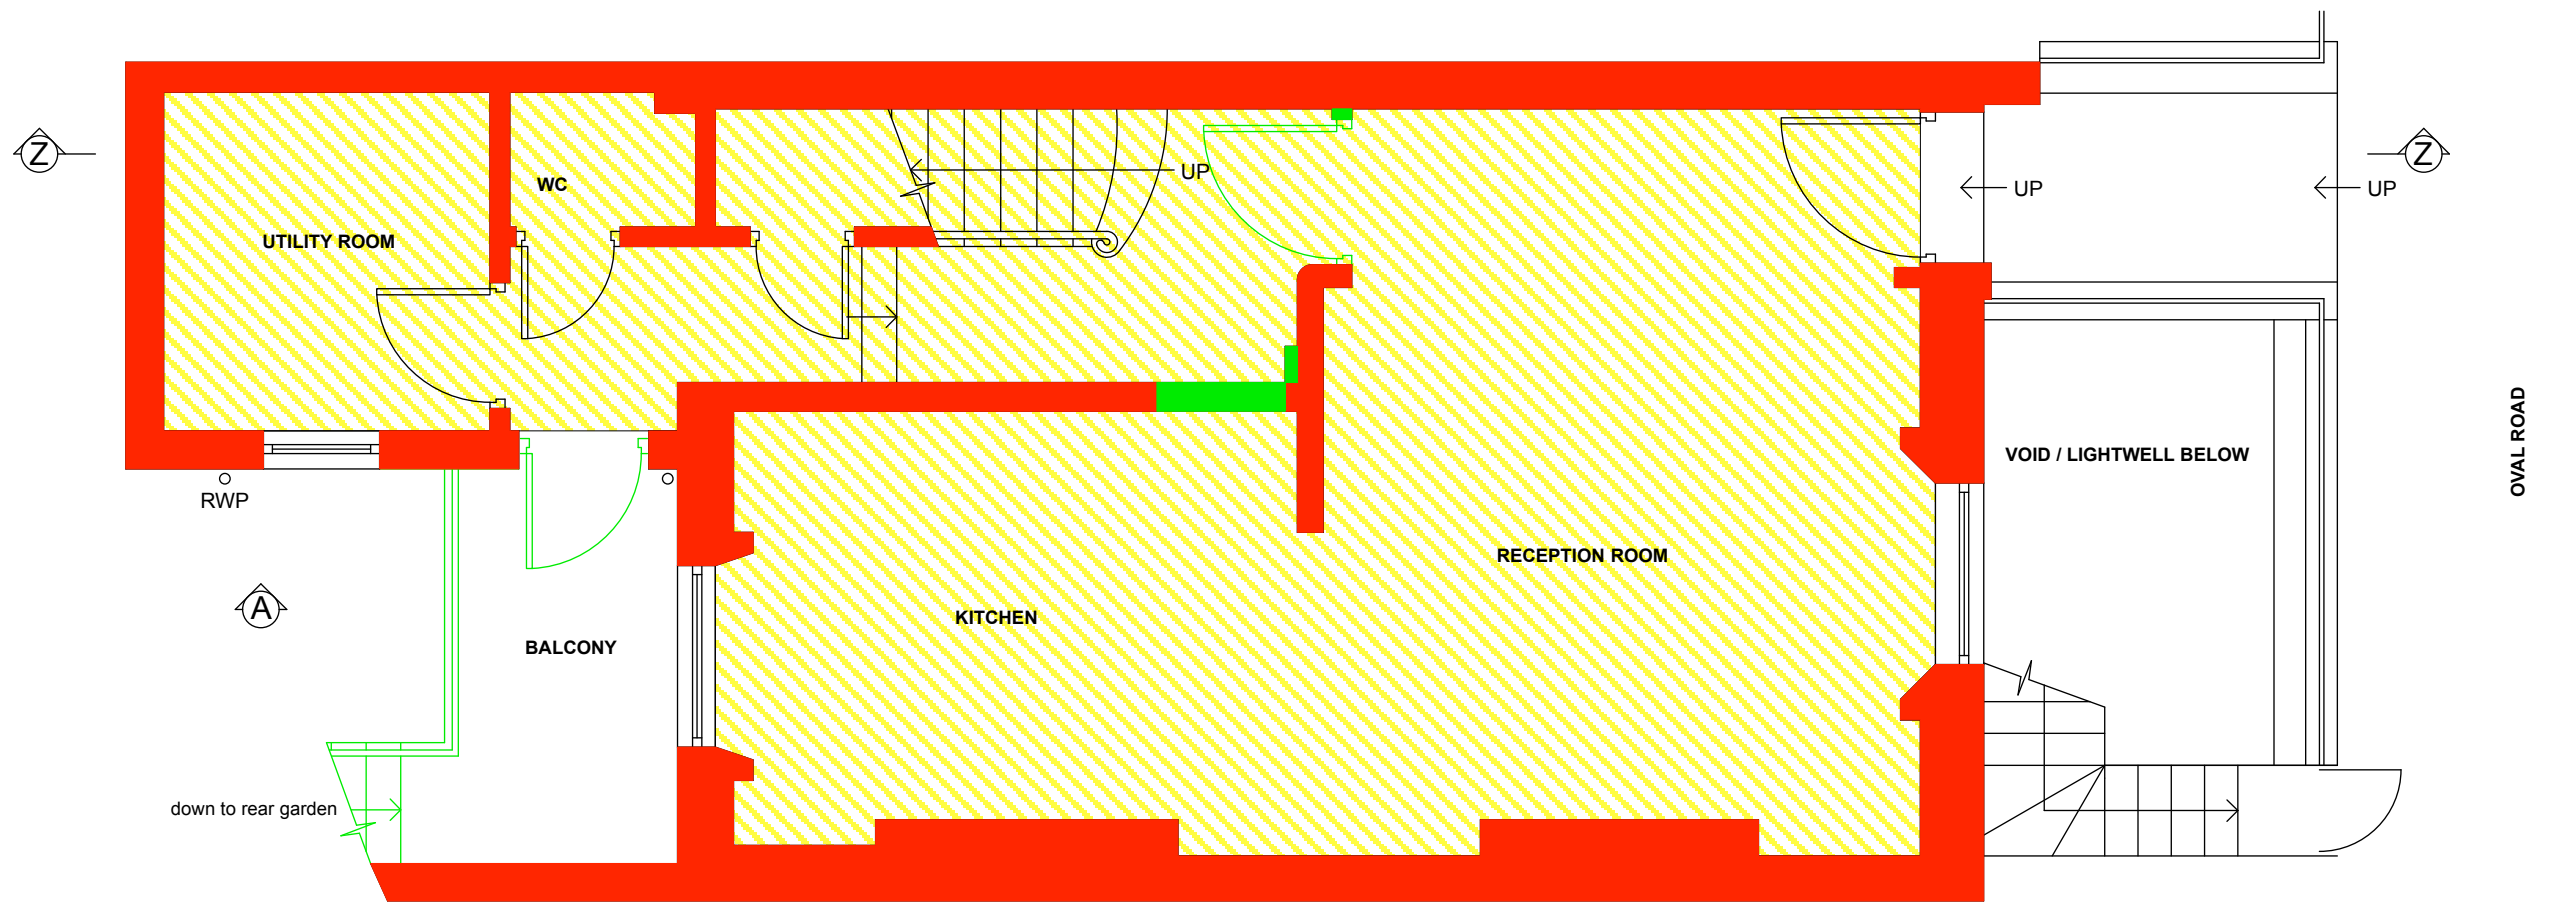 Z
Z
WC
UP
UP
UP
UTILITY ROOM
VOID / LIGHTWELL BELOW
OVAL ROAD
RWP
RECEPTION ROOM
A
KITCHEN
BALCONY
down to rear garden